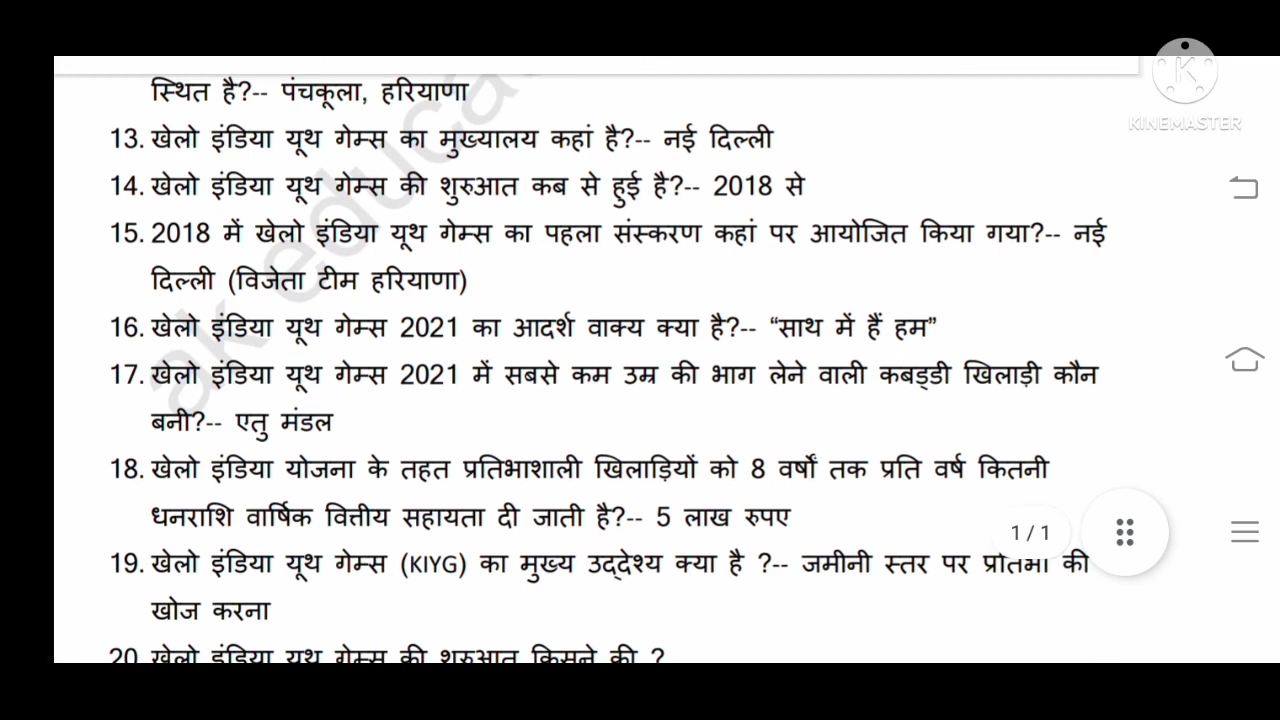 स्थित है?-- पंचकूला, हरियाणा
KINEMASTER
13. खेलो इंडिया यूथ गेम्स का मुख्यालय कहां है?-- नई दिल्ली
14. खेलो इंडिया यूथ गेम्स की शुरुआत कब से हुई है?-- 2018 से
15. 2018 में खेलो इंडिया यूथ गेम्स का पहला संस्करण कहां पर आयोजित किया गया?-- नई
दिल्ली (विजेता टीम हरियाणा)
16. खेलो इंडिया यूथ गेम्स 2021 का आदर्श वाक्य क्या है?-- “साथ में हैं हम”
17. खेलो इंडिया यूथ गेम्स 2021 में सबसे कम उम्र की भाग लेने वाली कबड्डी खिलाड़ी कौन
बनी?-- एतु मंडल
18. खेलो इंडिया योजना के तहत प्रतिभाशाली खिलाड़ियों को 8 वर्षों तक प्रति वर्ष कितनी
धनराशि वार्षिक वित्तीय सहायता दी जाती है?-- 5 लाख रुपए
1 / 1
19. खेलो इंडिया यूथ गेम्स (KIYG) का मुख्य उद्देश्य क्या है ?-- जमीनी स्तर पर प्रतिभा की
खोज करना
20. खेलो इंडिया यूथ गेम्स की शुरुआत किसने की ?
ak educa